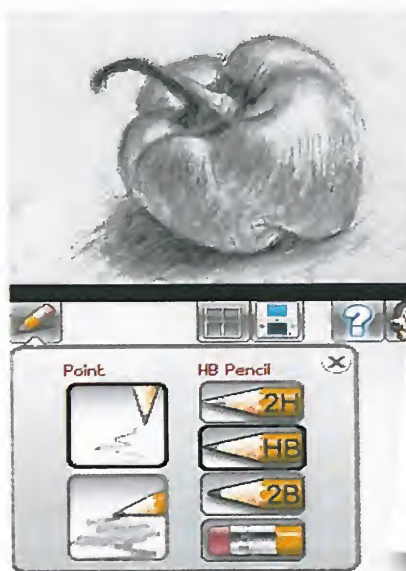 ?
Point
HB Pencil
X
2H
HB
2B